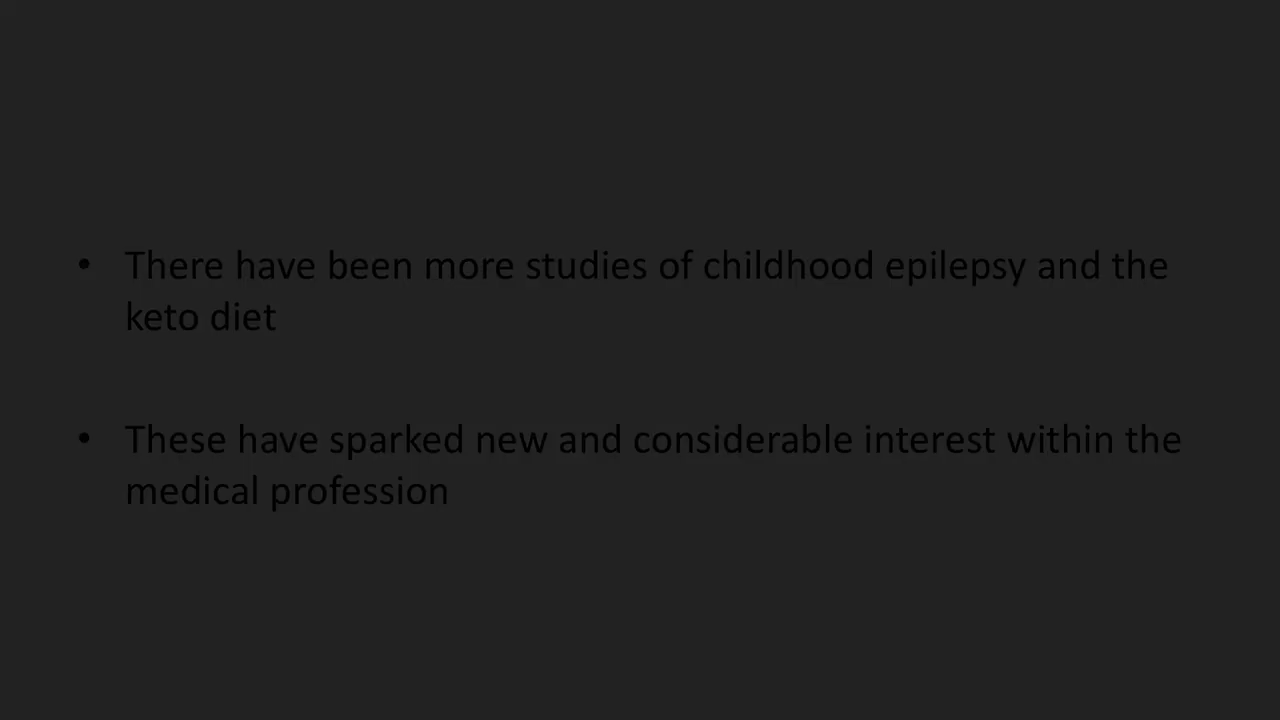 • There have been more studies of childhood epilepsy and the
keto diet
• These have sparked new and considerable interest within the
medical profession